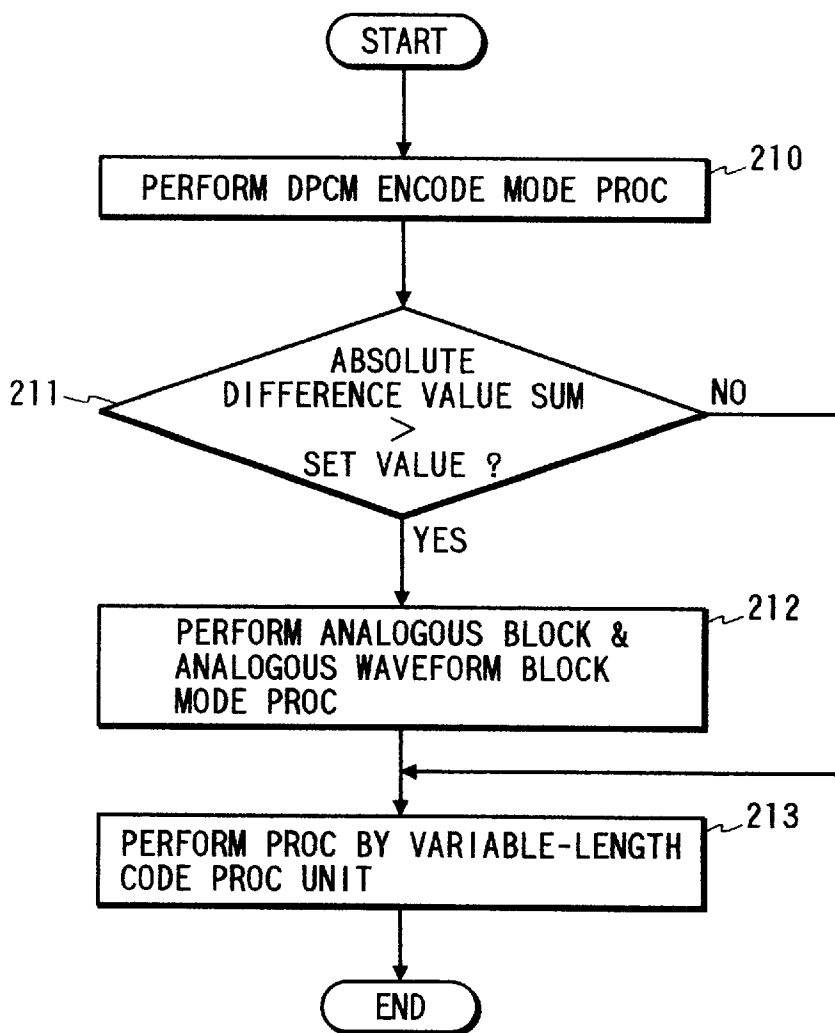 START
210
PERFORM DPCM ENCODE MODE PROC
211
ABSOLUTE
DIFFERENCE VALUE SUM
>
SET VALUE ?
NO
YES
212
PERFORM ANALOGOUS BLOCK &
ANALOGOUS WAVEFORM BLOCK
MODE PROC
213
PERFORM PROC BY VARIABLE-LENGTH
CODE PROC UNIT
END